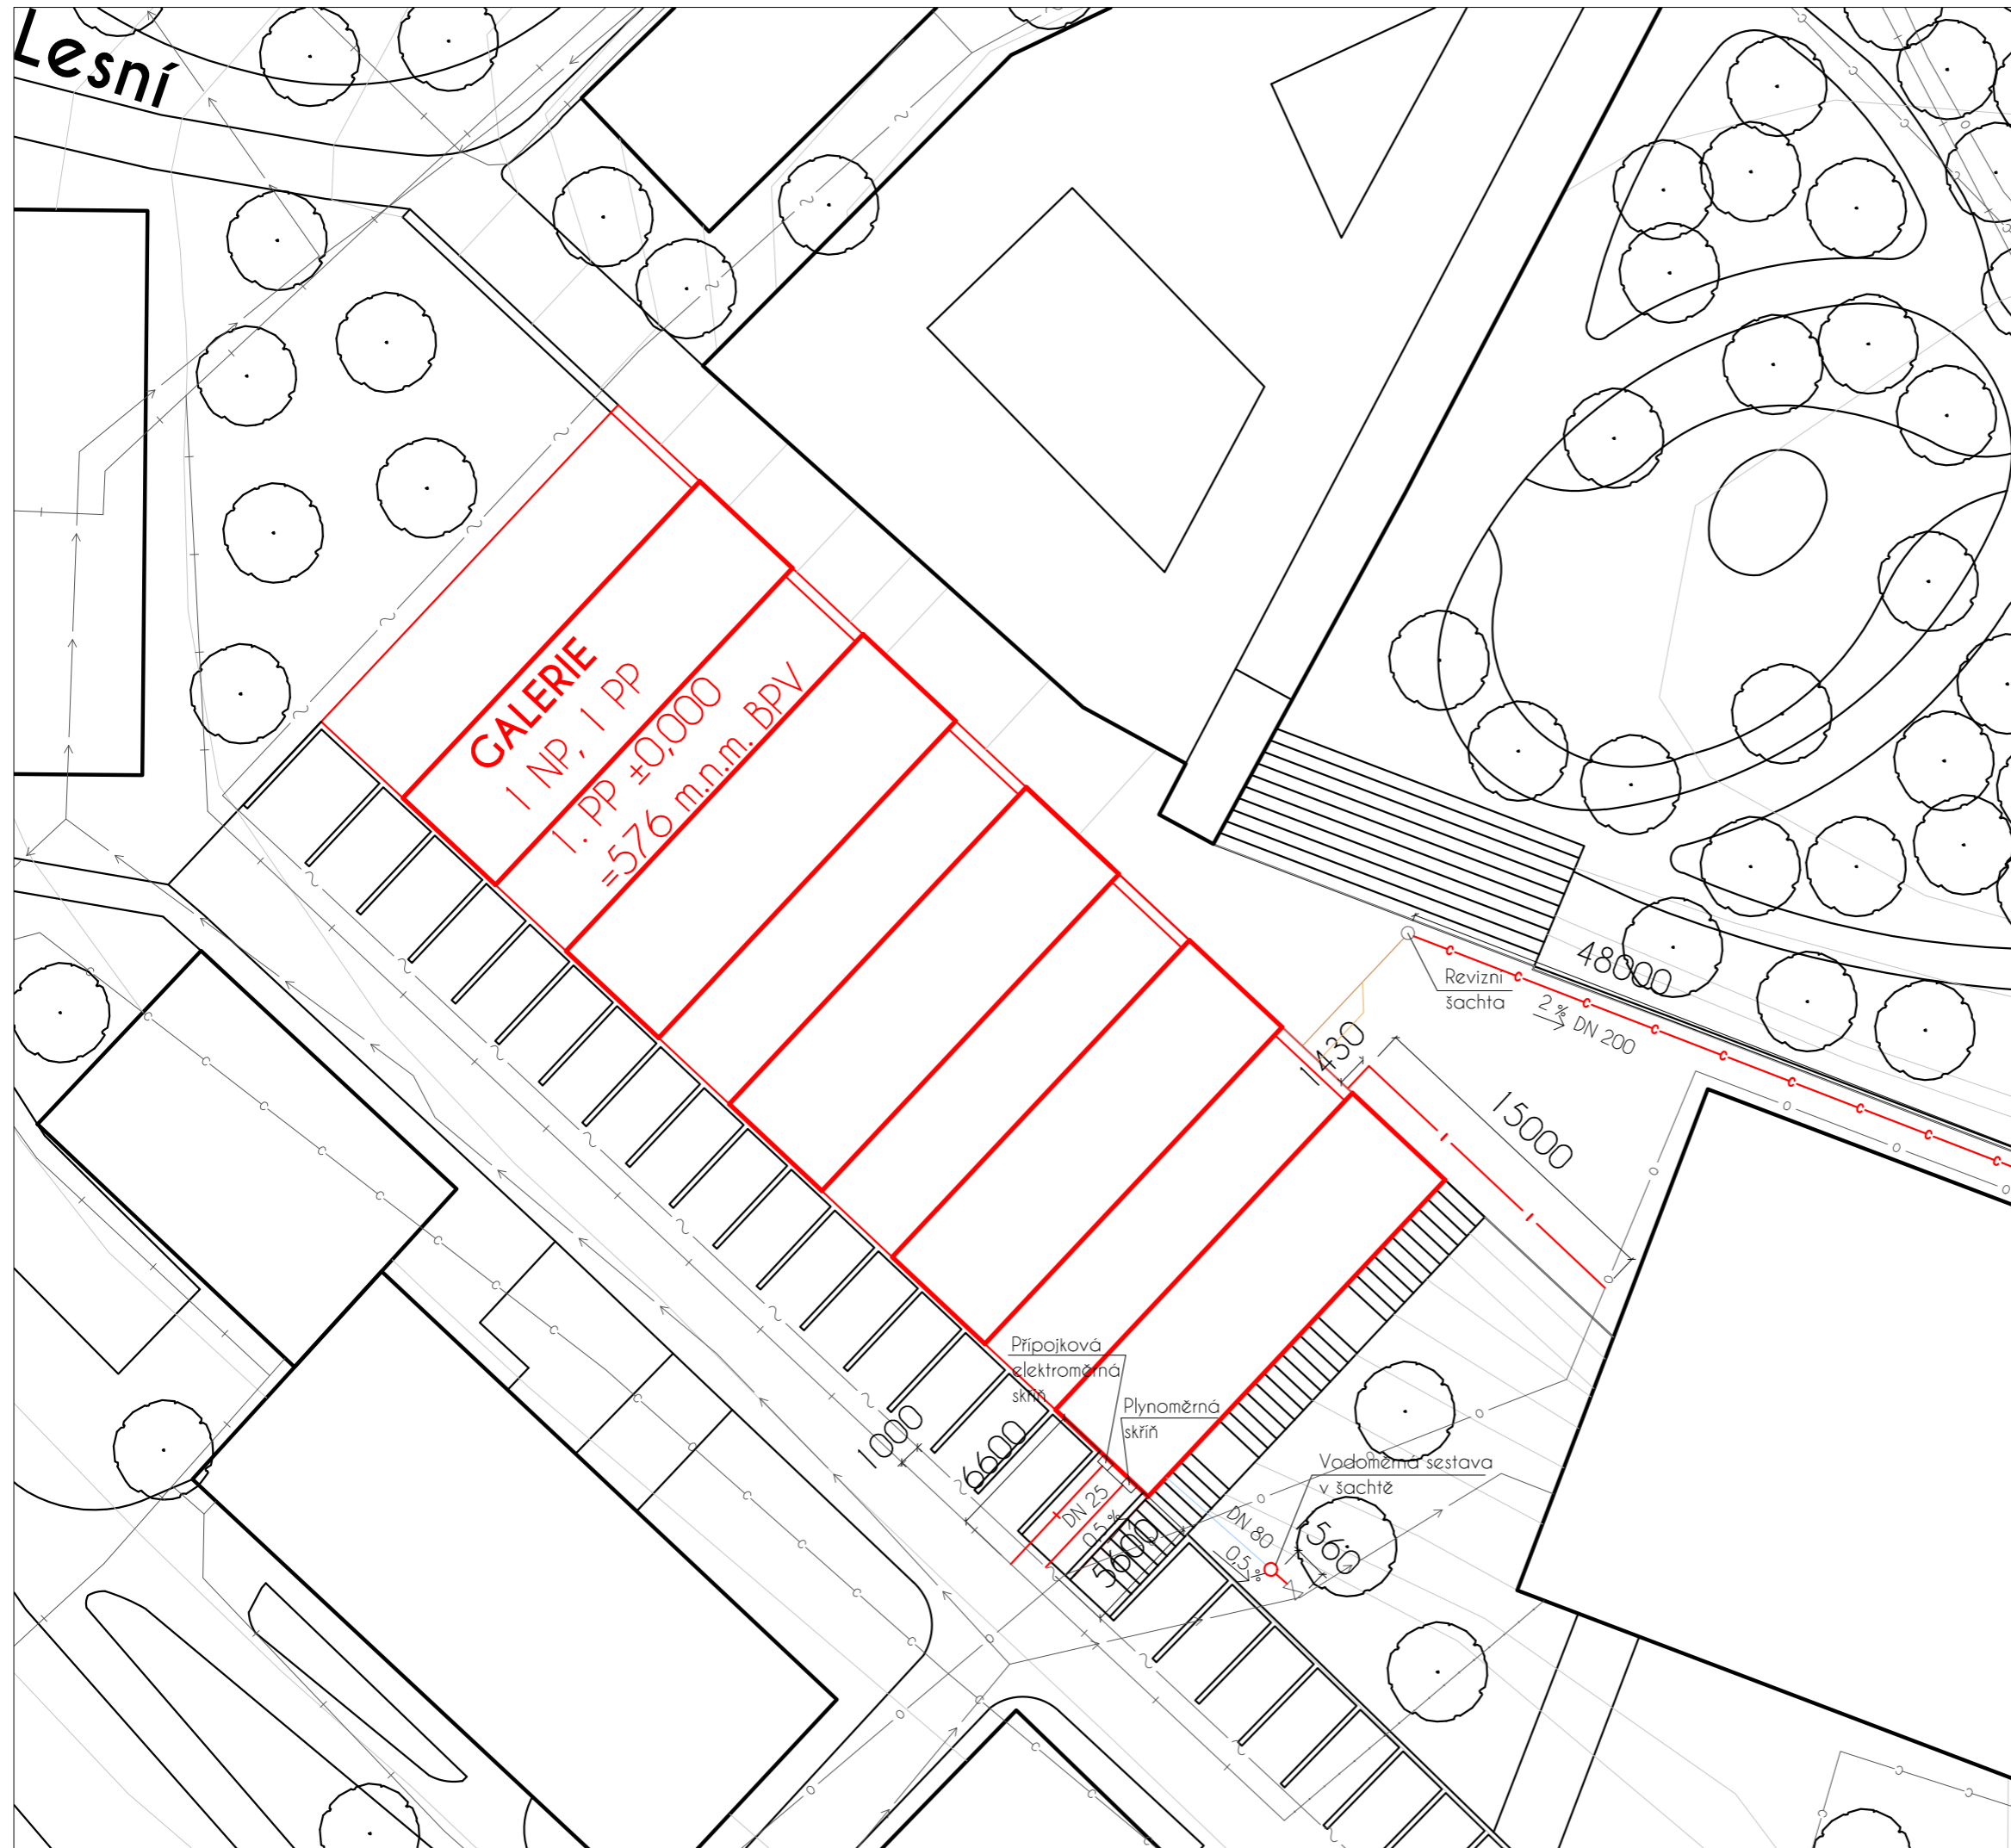 Lesní
GALERIE
1 NP, 1 PP
1. PP ±0,000
=576 m.n.m. BPV
48000
Revizní
šachta
2 %
DN 200
1430
15000
Přípojková
elektroměrná
skříň
Plynoměrná
skříň
1000
6600
Vodoměrná sestava
v šachtě
DN 25
0,5 %
5600
DN 80
0,5 %
1560